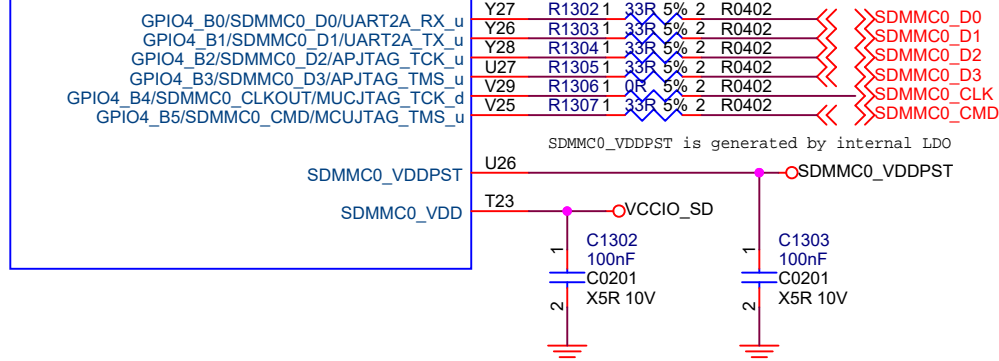 GPIO4_B0/SDMMC0_D0/UART2A_RX_u Y27 R1302 1 33R 5% 2 R0402 SDMMC0_D0
GPIO4_B1/SDMMC0_D1/UART2A_TX_u Y26 R1303 1 33R 5% 2 R0402 SDMMC0_D1
GPIO4_B2/SDMMC0_D2/APJTAG_TCK_u Y28 R1304 1 33R 5% 2 R0402 SDMMC0_D2
GPIO4_B3/SDMMC0_D3/APJTAG_TMS_u U27 R1305 1 33R 5% 2 R0402 SDMMC0_D3
GPIO4_B4/SDMMC0_CLKOUT/MUCJTAG_TCK_d V29 R1306 1 0R 5% 2 R0402 SDMMC0_CLK
GPIO4_B5/SDMMC0_CMD/MCUJTAG_TMS_u V25 R1307 1 33R 5% 2 R0402 SDMMC0_CMD
SDMMC0_VDDPST is generated by internal LDO
SDMMC0_VDDPST U26 SDMMC0_VDDPST
SDMMC0_VDD T23 VCCIO_SD
1 C1302 1 C1303
100nF 100nF
C0201 C0201
2 X5R 10V 2 X5R 10V